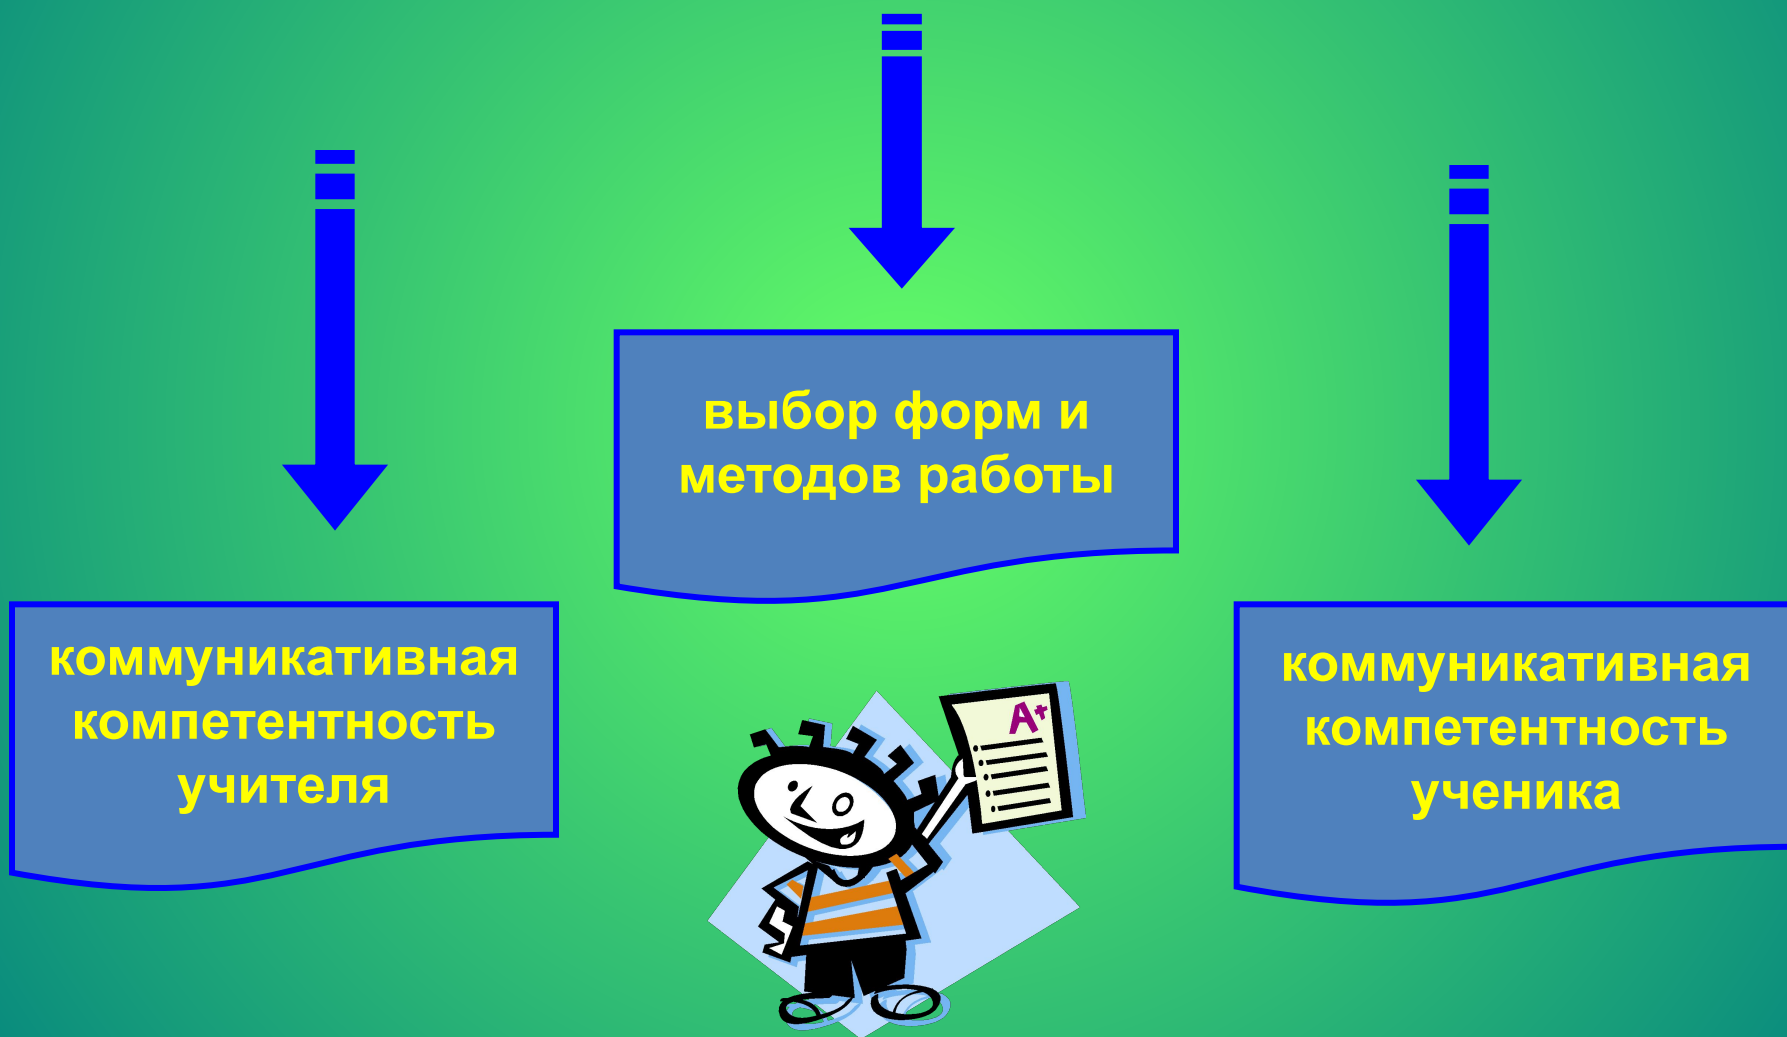 выбор форм и
методов работы
коммуникативная
компетентность
учителя
коммуникативная
компетентность
ученика
A+